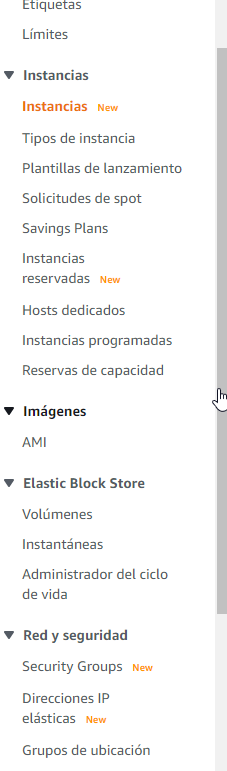 Etiquetas
Límites
Instancias
Instancias New
Tipos de instancia
Plantillas de lanzamiento
Solicitudes de spot
Savings Plans
Instancias
reservadas New
Hosts dedicados
Instancias programadas
Reservas de capacidad
Imágenes
AMI
Elastic Block Store
Volúmenes
Instantáneas
Administrador del ciclo
de vida
Red y seguridad
Security Groups New
Direcciones IP
elásticas New
Grupos de ubicación